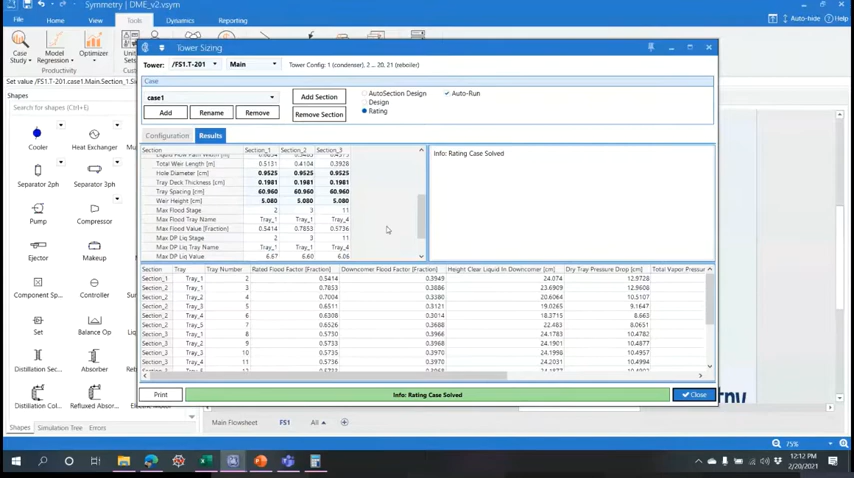 Symmetry - DME_v2.vsym
File Home View Tools Dynamics Reporting
Auto-hide
Case Study
Model Regression
Optimizer
Productivity
Set value /FS1.T-201.case1.Main.Section_1.Si
Shapes
Search for shapes (Ctrl+E)
Cooler Heat Exchanger
Separator 2ph Separator 3ph
Pump Compressor
Ejector Makeup
Component S... Controller
Set Balance Op
Distillation Sec... Absorber
Distillation Col... Refluxed Absor...
Shapes Simulation Tree Errors
Tower Sizing
Tower: /FS1.T-201 Main Tower Config: 1 (condenser), 2 ... 20, 21 (reboiler)
Case
case1
Add Rename Remove
Add Section
Remove Section
AutoSection Design
Design
Rating
Auto-Run
Configuration Results
Section Section_1 Section_2 Section_3
Total Weir Length [m] 0.5131 0.4104 0.3928
Hole Diameter [cm] 0.9525 0.9525 0.9525
Tray Deck Thickness [cm] 0.1981 0.1981 0.1981
Tray Spacing [cm] 60.960 60.960 60.960
Weir Height [cm] 5.080 5.080 5.080
Max Flood Stage 2 3 11
Max Flood Tray Name Tray_1 Tray_1 Tray_4
Max Flood Value [Fraction] 0.5414 0.7853 0.5736
Max DP Liq Stage 2 3 11
Max DP Liq Tray Name Tray_1 Tray_1 Tray_4
Max DP Liq Value 6.67 6.60 6.06
Info: Rating Case Solved
Section Tray Tray Number Rated Flood Factor [Fraction] Downcomer Flood Factor [Fraction] Height Clear Liquid In Downcomer [cm] Dry Tray Pressure Drop [cm] Total Vapor Pressure
Section_1 Tray_1 2 0.5414 0.3949 24.074 12.9728
Section_2 Tray_1 3 0.7853 0.3886 23.6909 12.9608
Section_2 Tray_2 4 0.7004 0.3380 20.6064 10.5107
Section_2 Tray_3 5 0.6511 0.3121 19.0265 9.1647
Section_2 Tray_4 6 0.6308 0.3014 18.3715 8.663
Section_2 Tray_5 7 0.6526 0.3688 22.483 8.0651
Section_3 Tray_1 8 0.5730 0.3966 24.1783 10.4782
Section_3 Tray_2 9 0.5733 0.3968 24.1901 10.4877
Section_3 Tray_3 10 0.5735 0.3970 24.1998 10.4957
Section_3 Tray_4 11 0.5736 0.3970 24.2031 10.4984
Print Info: Rating Case Solved Close
Main Flowsheet FS1 All
75%
12:12 PM
2/20/2021